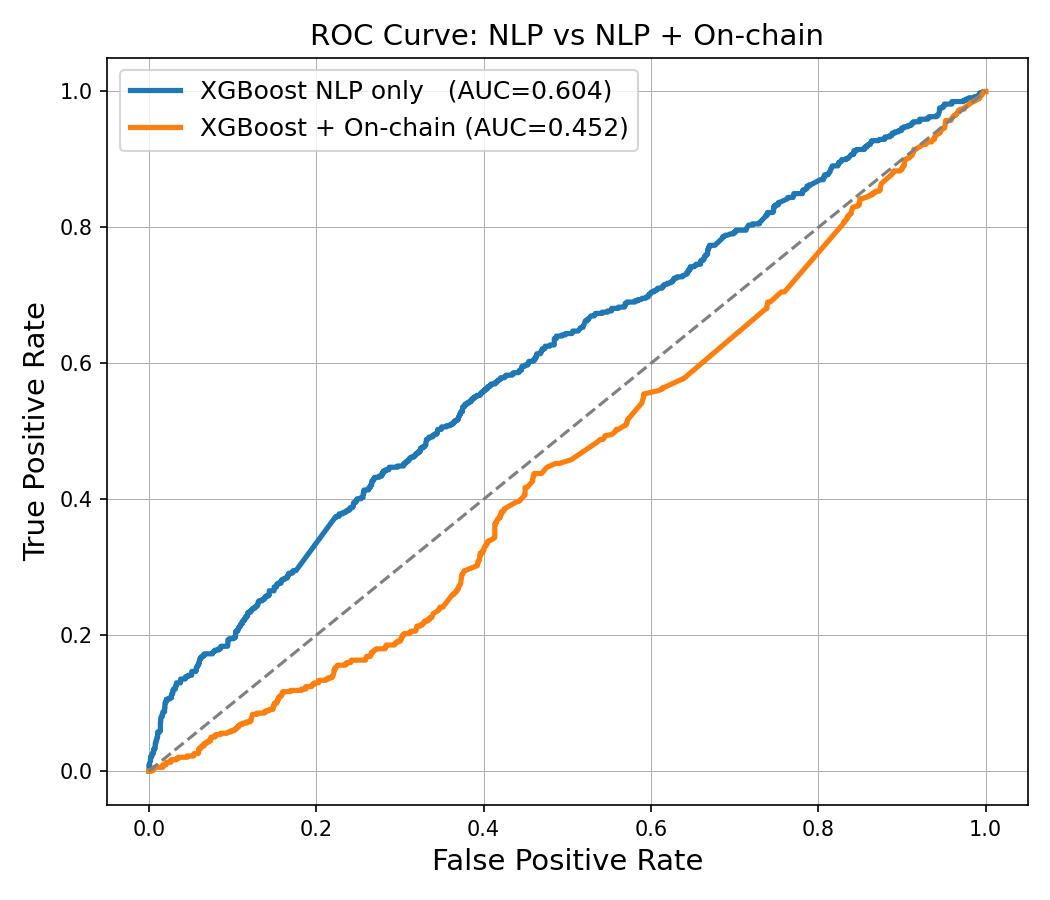 ROC Curve: NLP vs NLP + On-chain
XGBoost NLP only (AUC=0.604)
XGBoost + On-chain (AUC=0.452)
True Positive Rate
1.0
0.8
0.6
0.4
0.2
0.0
0.0 0.2 0.4 0.6 0.8 1.0
False Positive Rate